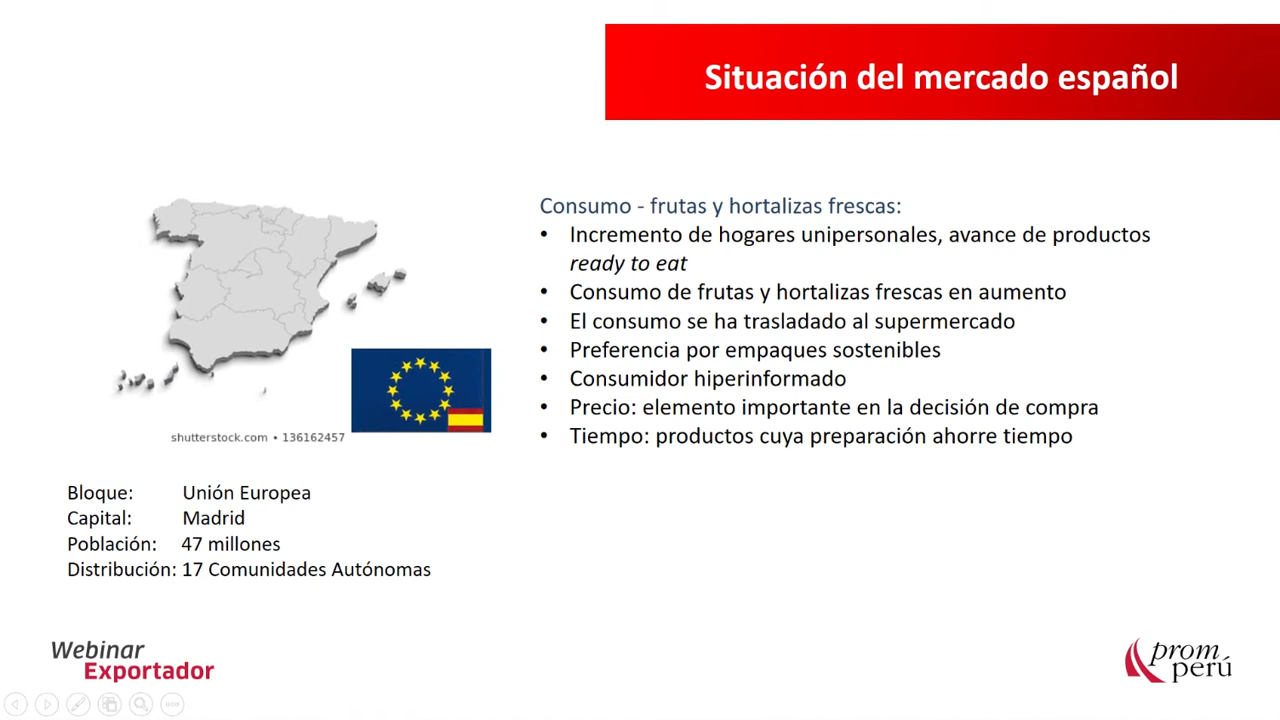 Situación del mercado español
Consumo - frutas y hortalizas frescas:
• Incremento de hogares unipersonales, avance de productos
ready to eat
• Consumo de frutas y hortalizas frescas en aumento
• El consumo se ha trasladado al supermercado
• Preferencia por empaques sostenibles
• Consumidor hiperinformado
• Precio: elemento importante en la decisión de compra
• Tiempo: productos cuya preparación ahorre tiempo
shutterstock.com • 136162457
Bloque: Unión Europea
Capital: Madrid
Población: 47 millones
Distribución: 17 Comunidades Autónomas
Webinar
Exportador
prom
perú